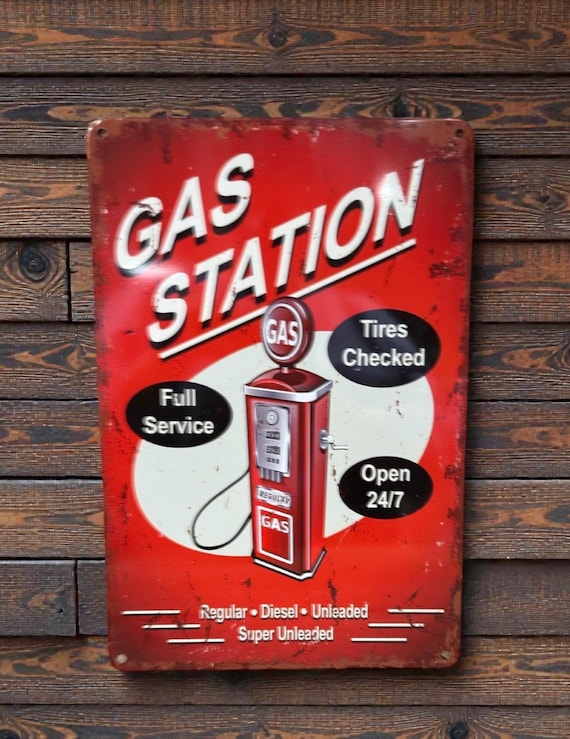 GAS
STATION
GAS
Tires
Checked
Full
Service
Open
24/7
REGULAR
GAS
Regular • Diesel • Unleaded
Super Unleaded